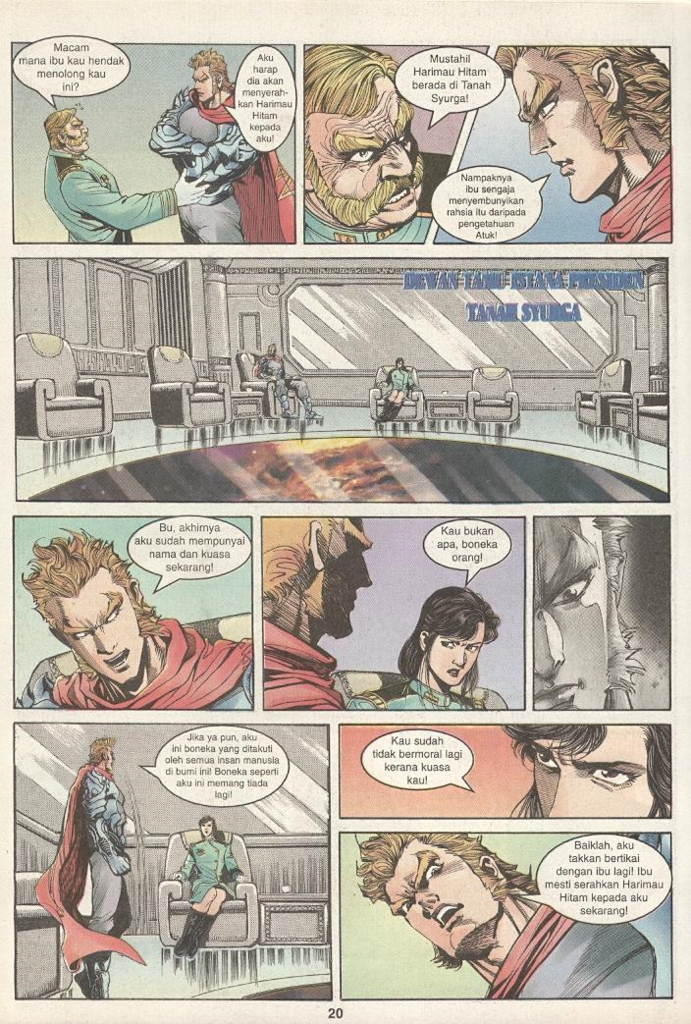 Macam
mana ibu kau hendak
menolong kau
ini?
Aku
harap
dia akan
menyerah-
kan Harimau
Hitam
kepada
aku!
Mustahil
Harimau Hitam
berada di Tanah
Syurga!
Nampaknya
ibu sengaja
menyembunyikan
rahsia itu daripada
pengetahuan
Atuk!
DEWAN TAMU ISTANA PRESIDEN
TANAH SYURGA
Bu, akhirnya
aku sudah mempunyai
nama dan kuasa
sekarang!
Kau bukan
apa, boneka
orang!
Jika ya pun, aku
ini boneka yang ditakuti
oleh semua insan manusia
di bumi ini! Boneka seperti
aku ini memang tiada
lagi!
Kau sudah
tidak bermoral lagi
kerana kuasa
kau!
Baiklah, aku
takkan bertikai
dengan ibu lagi! Ibu
mesti serahkan Harimau
Hitam kepada aku
sekarang!
20